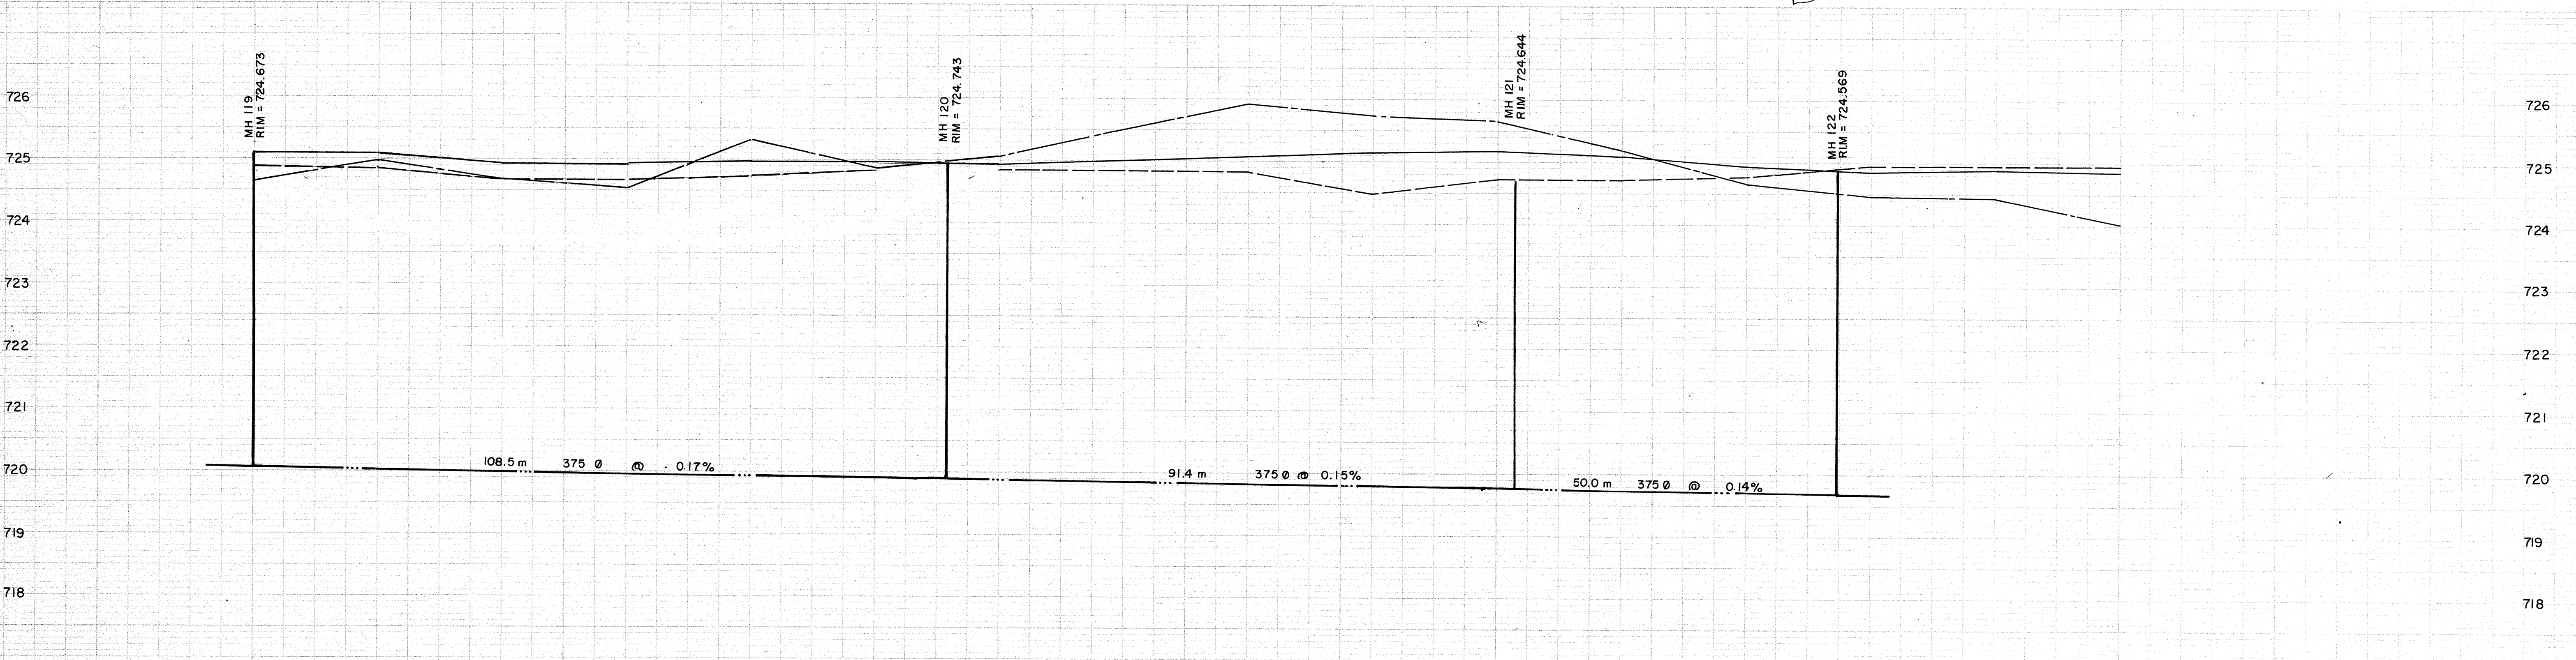 MH 119
RIM = 724.673
MH 120
RIM = 724.743
MH 121
RIM = 724.644
MH 122
RIM = 724.569
726
725
724
723
722
721
720
719
718
726
725
724
723
722
721
720
719
718
108.5 m 375 Ø @ 0.17%
91.4 m 375 Ø @ 0.15%
50.0 m 375 Ø @ 0.14%